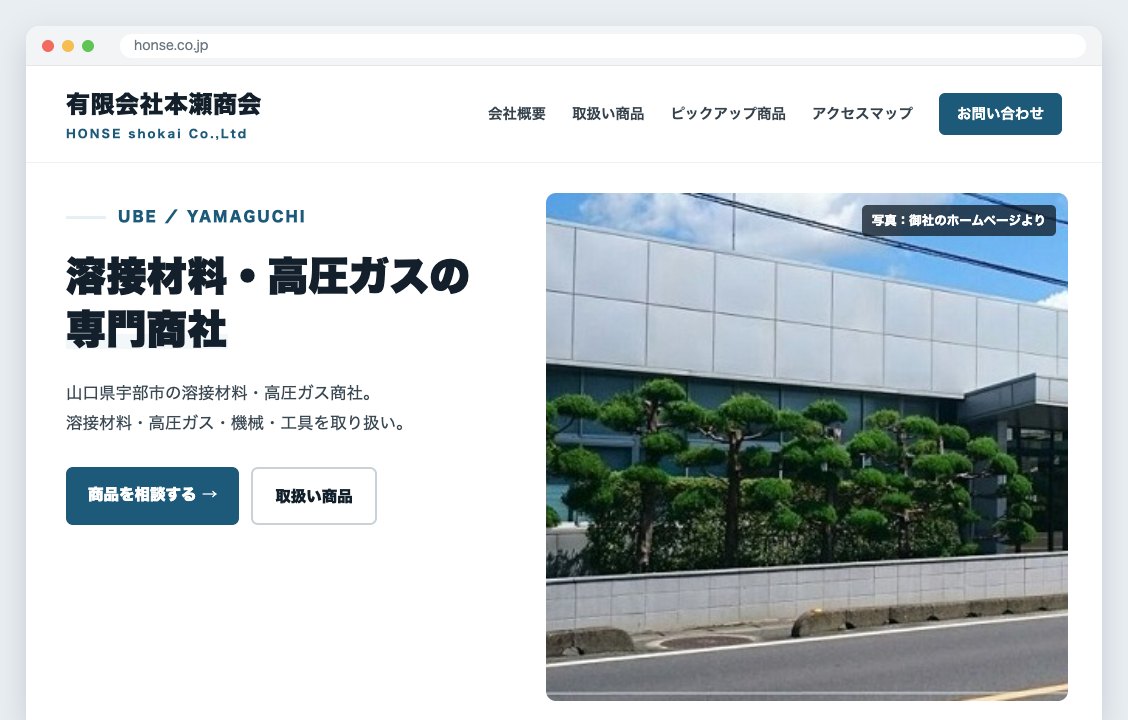 honse.co.jp
有限会社本瀬商会
HONSE shokai Co.,Ltd
会社概要 取扱い商品 ピックアップ商品 アクセスマップ お問い合わせ
UBE ／ YAMAGUCHI
溶接材料・高圧ガスの
専門商社
山口県宇部市の溶接材料・高圧ガス商社。
溶接材料・高圧ガス・機械・工具を取り扱い。
商品を相談する → 取扱い商品
写真：御社のホームページより